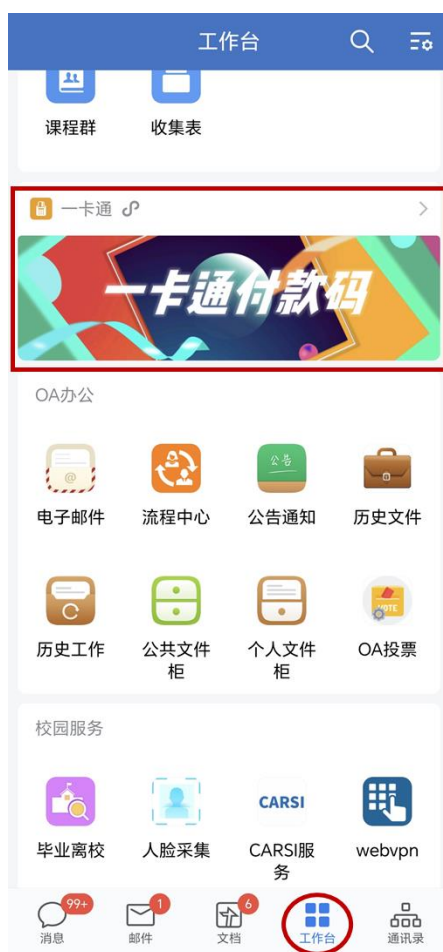 工作台
课程群 收集表
一卡通
一卡通付款码
OA办公
@ 公告
电子邮件 流程中心 公告通知 历史文件
VOTE
历史工作 公共文件柜 个人文件柜 OA投票
校园服务
CARSI
毕业离校 人脸采集 CARSI服务 webvpn
99+ 1 6
消息 邮件 文档 工作台 通讯录